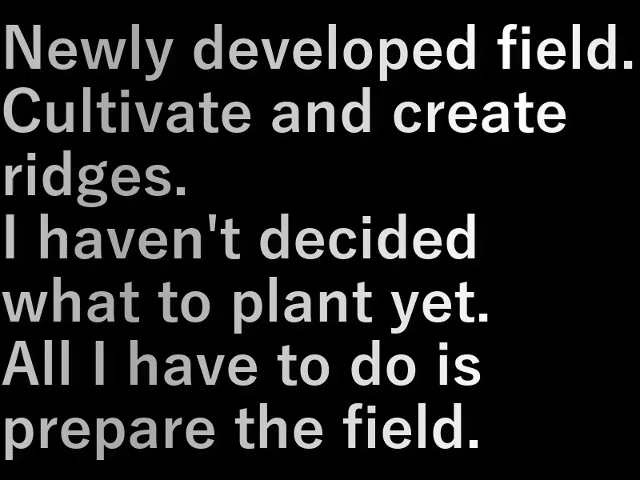 Newly developed field.
Cultivate and create
ridges.
I haven't decided
what to plant yet.
All I have to do is
prepare the field.